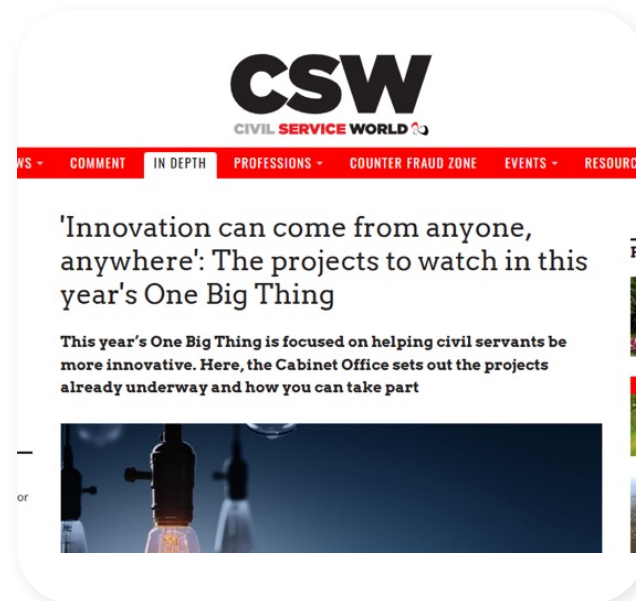 CSW
CIVIL SERVICE WORLD
WS
COMMENT
IN DEPTH
PROFESSIONS
COUNTER FRAUD ZONE
EVENTS
RESOURC
'Innovation can come from anyone,
anywhere': The projects to watch in this
year's One Big Thing
This year’s One Big Thing is focused on helping civil servants be
more innovative. Here, the Cabinet Office sets out the projects
already underway and how you can take part
or